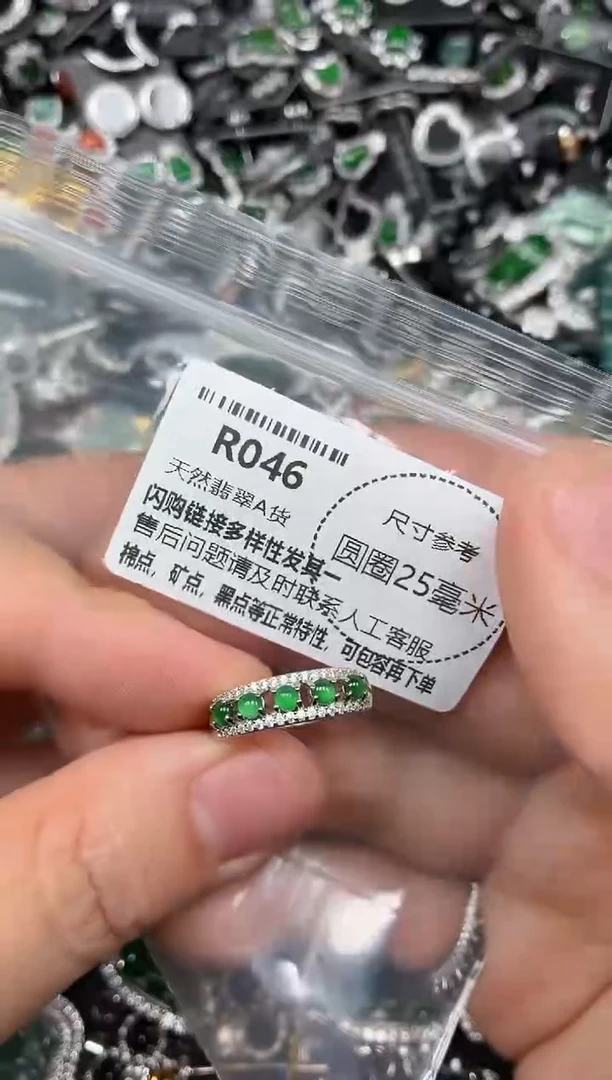 R046
天然翡翠A货
闪购链接多样性发其一
售后问题请及时联系人工客服
棉点，矿点，黑点等正常特性，可包容再下单
尺寸参考
圆圈25毫米